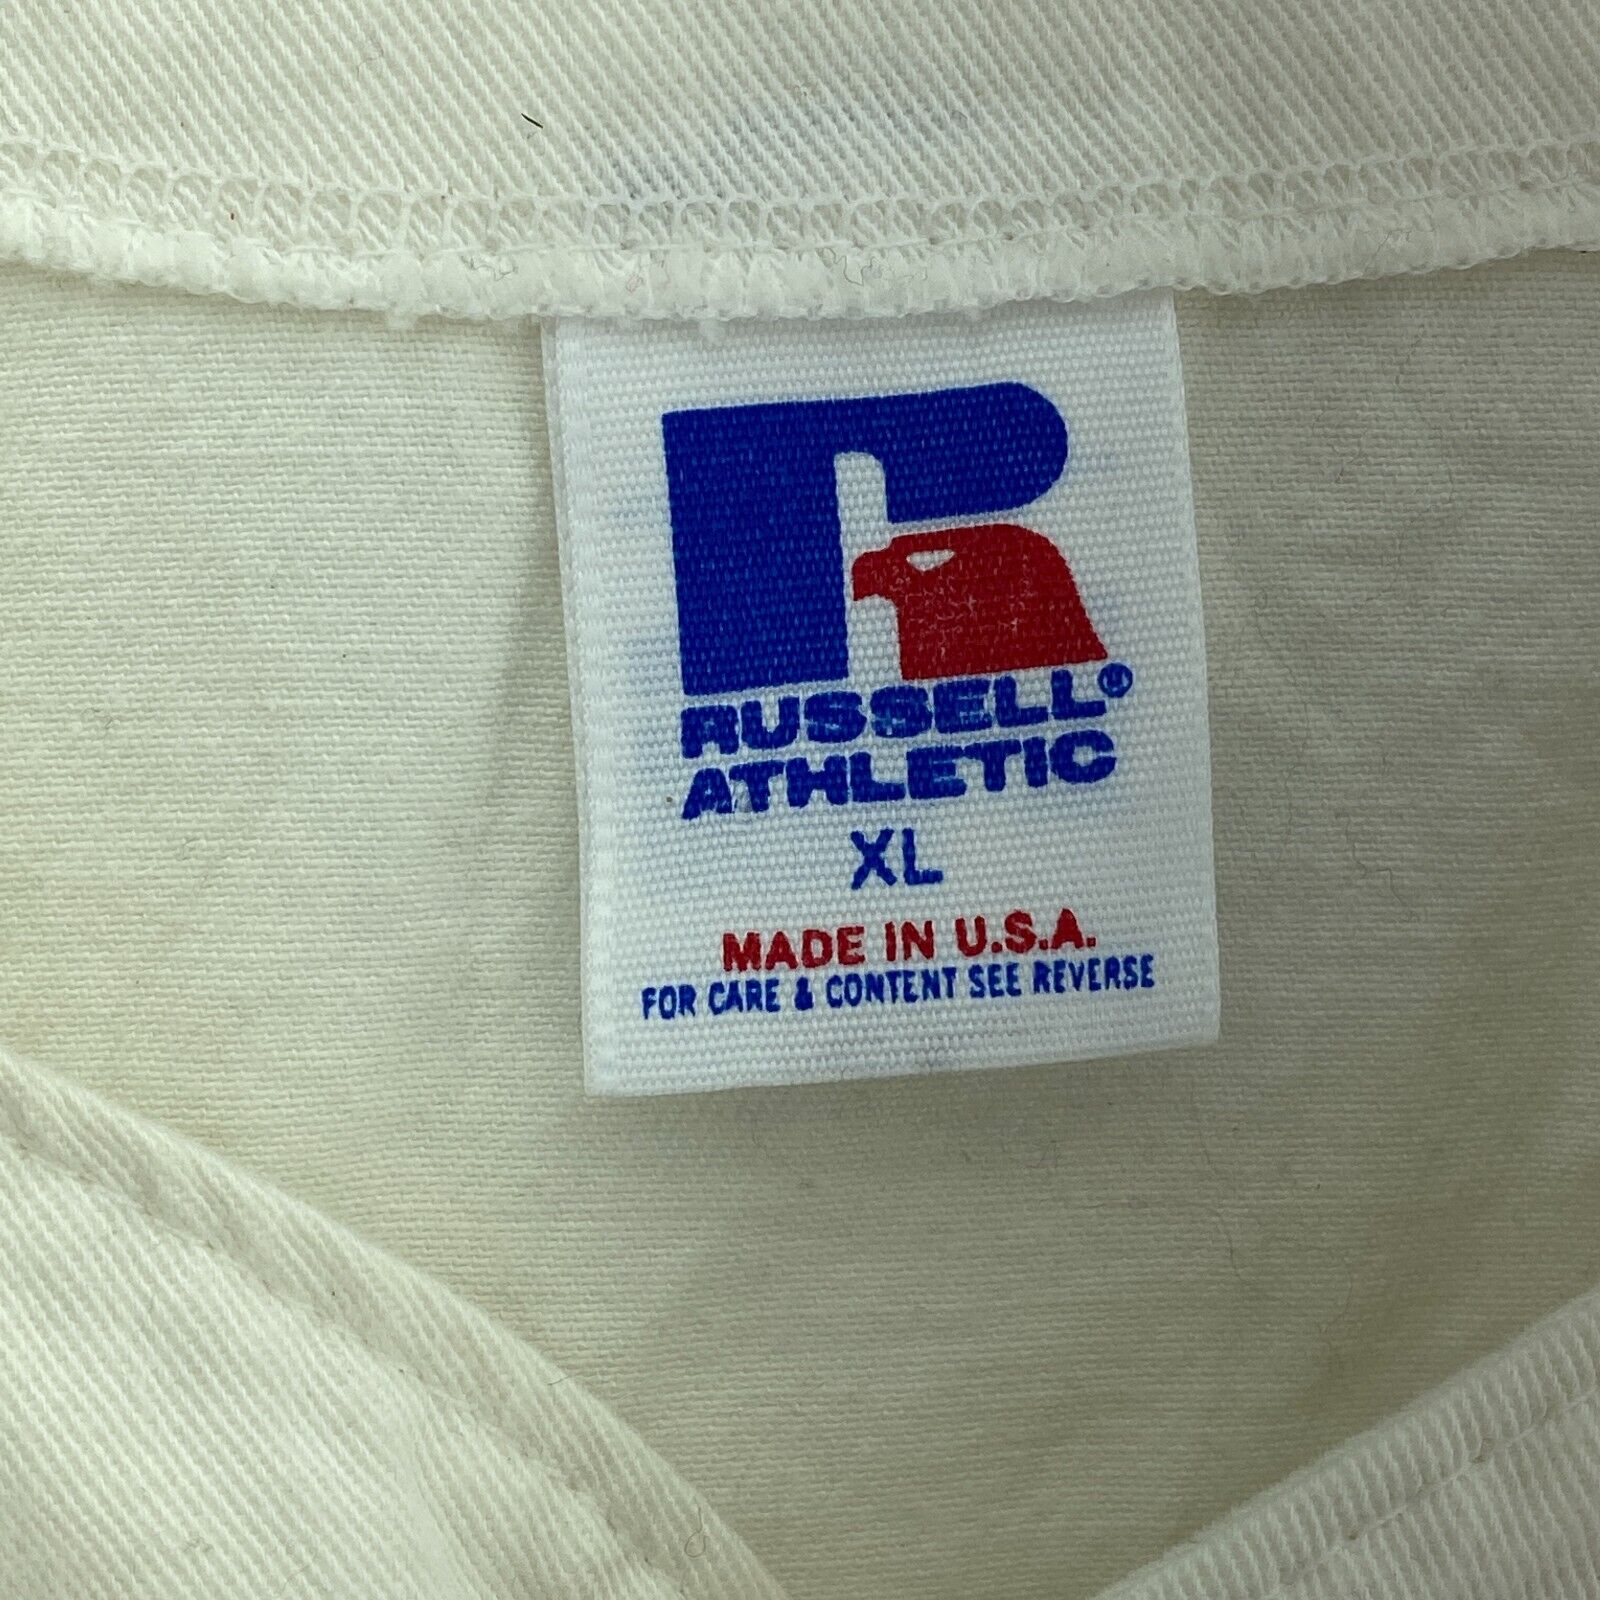 R
RUSSELL®
ATHLETIC
XL
MADE IN U.S.A.
FOR CARE & CONTENT SEE REVERSE